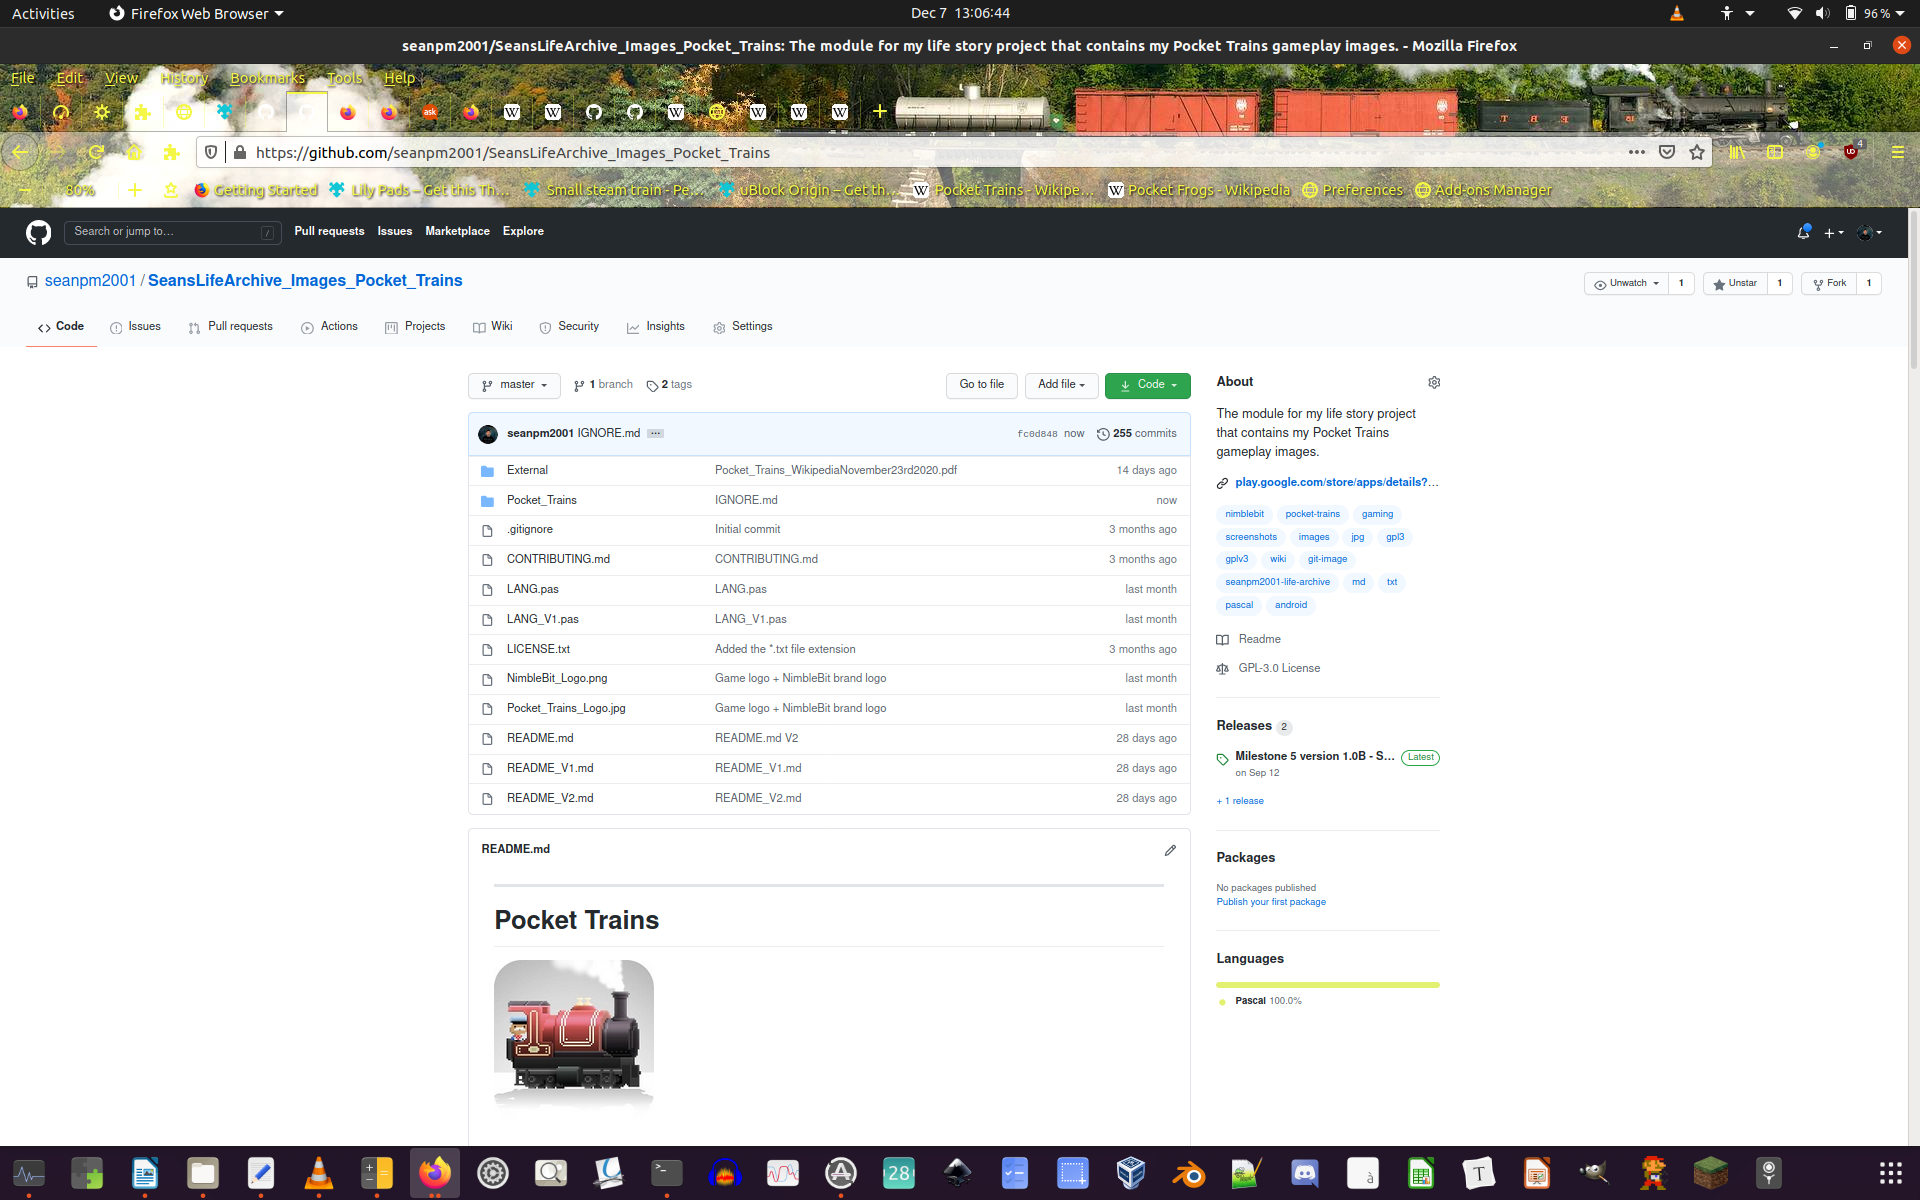 Activities
Firefox Web Browser
Dec 7 13:06:44
96 %
seanpm2001/SeansLifeArchive_Images_Pocket_Trains: The module for my life story project that contains my Pocket Trains gameplay images. - Mozilla Firefox
File Edit View History Bookmarks Tools Help
https://github.com/seanpm2001/SeansLifeArchive_Images_Pocket_Trains
4
80%
Getting Started
Lily Pads – Get this Th…
Small steam train - Pe…
uBlock Origin – Get th…
Pocket Trains - Wikipe…
Pocket Frogs - Wikipedia
Preferences
Add-ons Manager
Search or jump to…
/
Pull requests Issues Marketplace Explore
seanpm2001 / SeansLifeArchive_Images_Pocket_Trains
Unwatch 1
Unstar 1
Fork 1
Code
Issues
Pull requests
Actions
Projects
Wiki
Security
Insights
Settings
master
1 branch
2 tags
Go to file
Add file
Code
seanpm2001 IGNORE.md ...
fc0d848 now
255 commits
External Pocket_Trains_WikipediaNovember23rd2020.pdf 14 days ago
Pocket_Trains IGNORE.md now
.gitignore Initial commit 3 months ago
CONTRIBUTING.md CONTRIBUTING.md 3 months ago
LANG.pas LANG.pas last month
LANG_V1.pas LANG_V1.pas last month
LICENSE.txt Added the *.txt file extension 3 months ago
NimbleBit_Logo.png Game logo + NimbleBit brand logo last month
Pocket_Trains_Logo.jpg Game logo + NimbleBit brand logo last month
README.md README.md V2 28 days ago
README_V1.md README_V1.md 28 days ago
README_V2.md README_V2.md 28 days ago
README.md
Pocket Trains
About
The module for my life story project
that contains my Pocket Trains
gameplay images.
play.google.com/store/apps/details?…
nimblebit pocket-trains gaming
screenshots images jpg gpl3
gplv3 wiki git-image
seanpm2001-life-archive md txt
pascal android
Readme
GPL-3.0 License
Releases 2
Milestone 5 version 1.0B - S… Latest
on Sep 12
+ 1 release
Packages
No packages published
Publish your first package
Languages
Pascal 100.0%
28